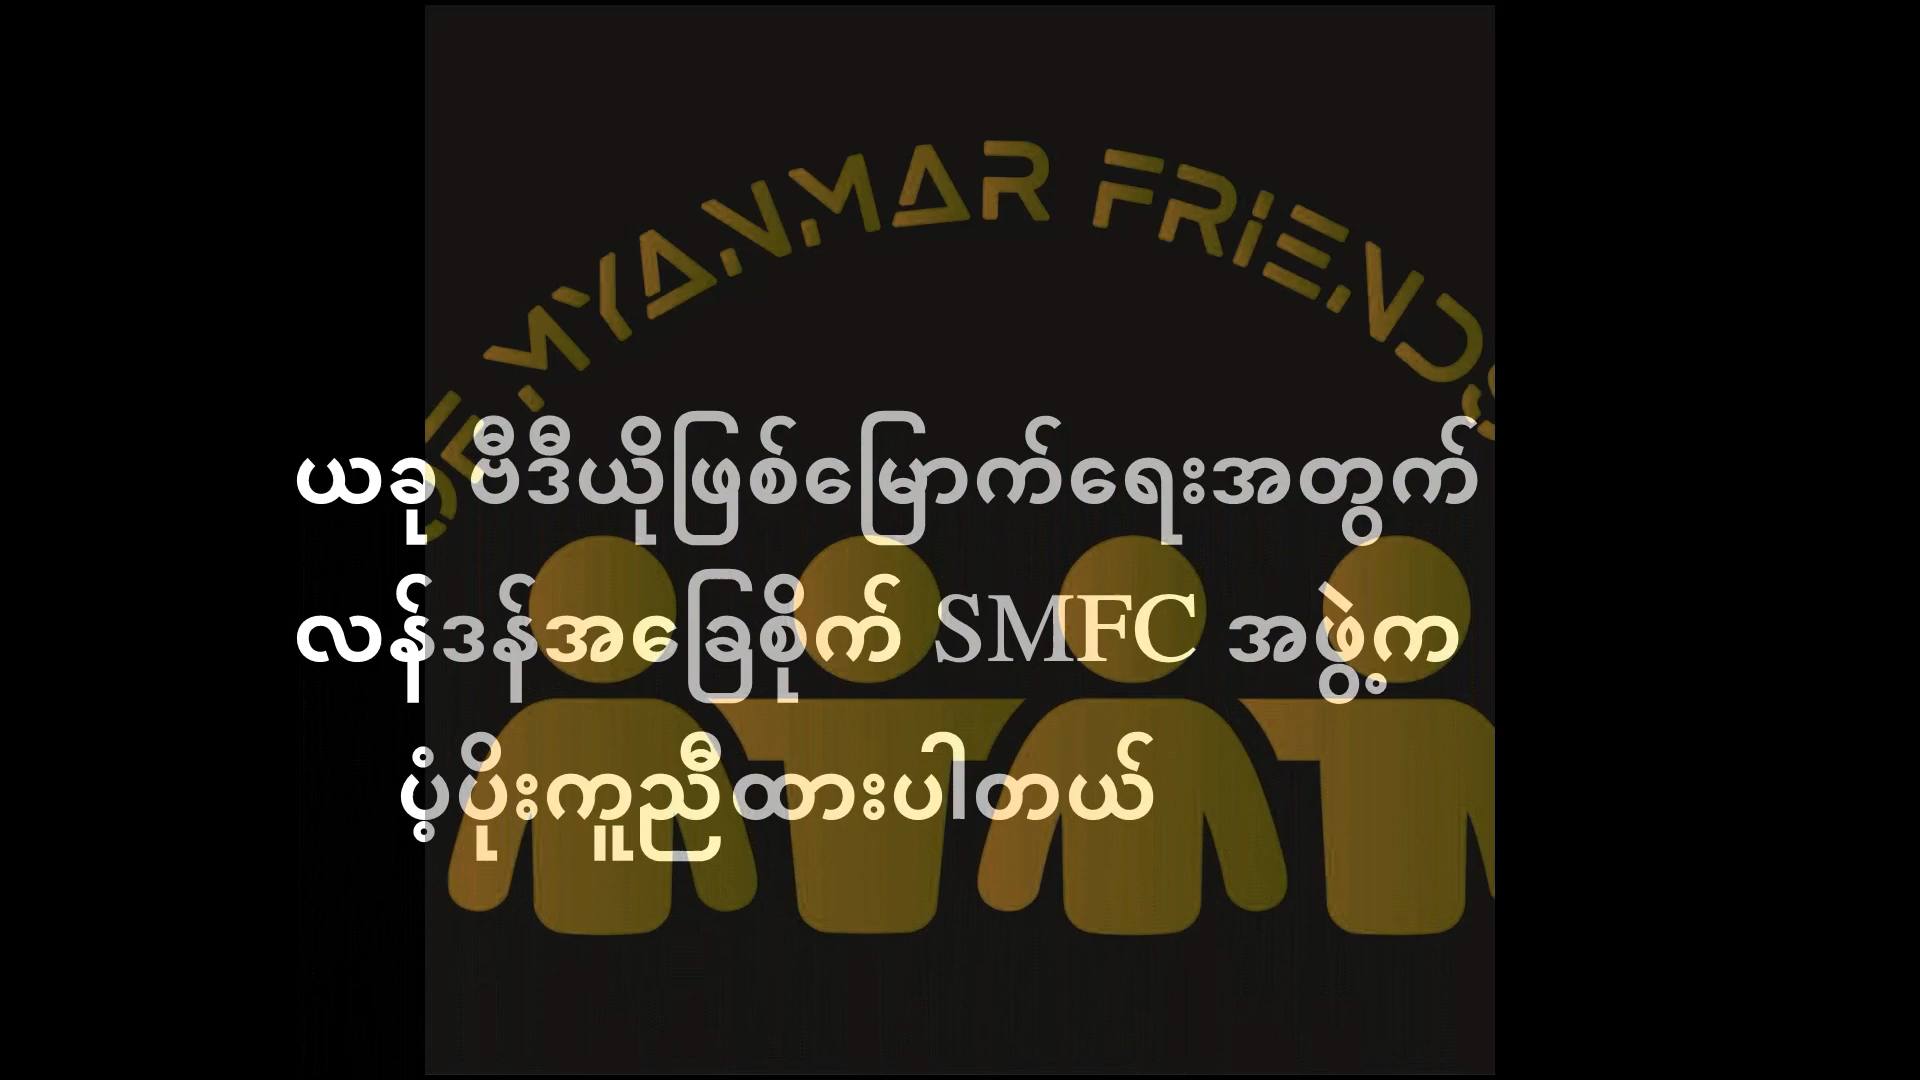 MYANMAR FRIENDS
ယခု ဗီဒီယိုဖြစ်မြောက်ရေးအတွက်
လန်ဒန်အခြေစိုက် SMFC အဖွဲ့က
ပံ့ပိုးကူညီထားပါတယ်